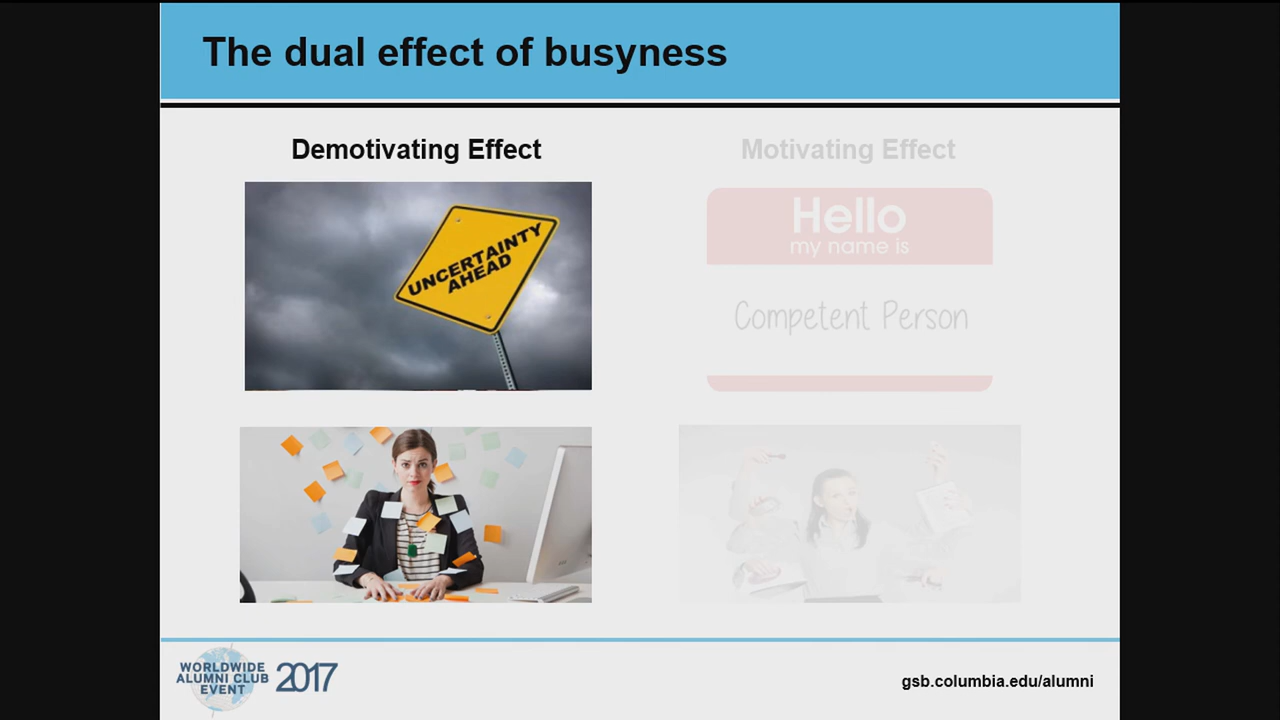 The dual effect of busyness
Demotivating Effect
Motivating Effect
UNCERTAINTY
AHEAD
Hello
my name is
Competent Person
WORLDWIDE
ALUMNI CLUB
EVENT
2017
gsb.columbia.edu/alumni